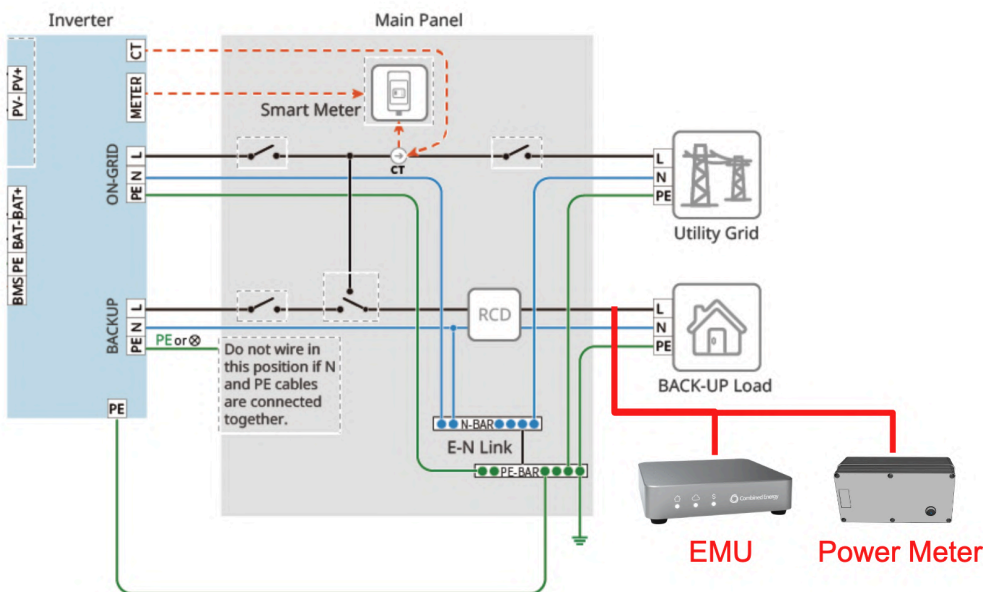 Inverter
Main Panel
CT
METER
PV- PV+
Smart Meter
CT
ON-GRID
L
N
PE
L
N
PE
Utility Grid
BMS PE BAT- BAT+
BACKUP
L
N
PE
PE or ⊗
RCD
L
N
PE
BACK-UP Load
Do not wire in
this position if N
and PE cables
are connected
together.
PE
N-BAR
E-N Link
PE-BAR
CombinedEnergy
EMU
Power Meter